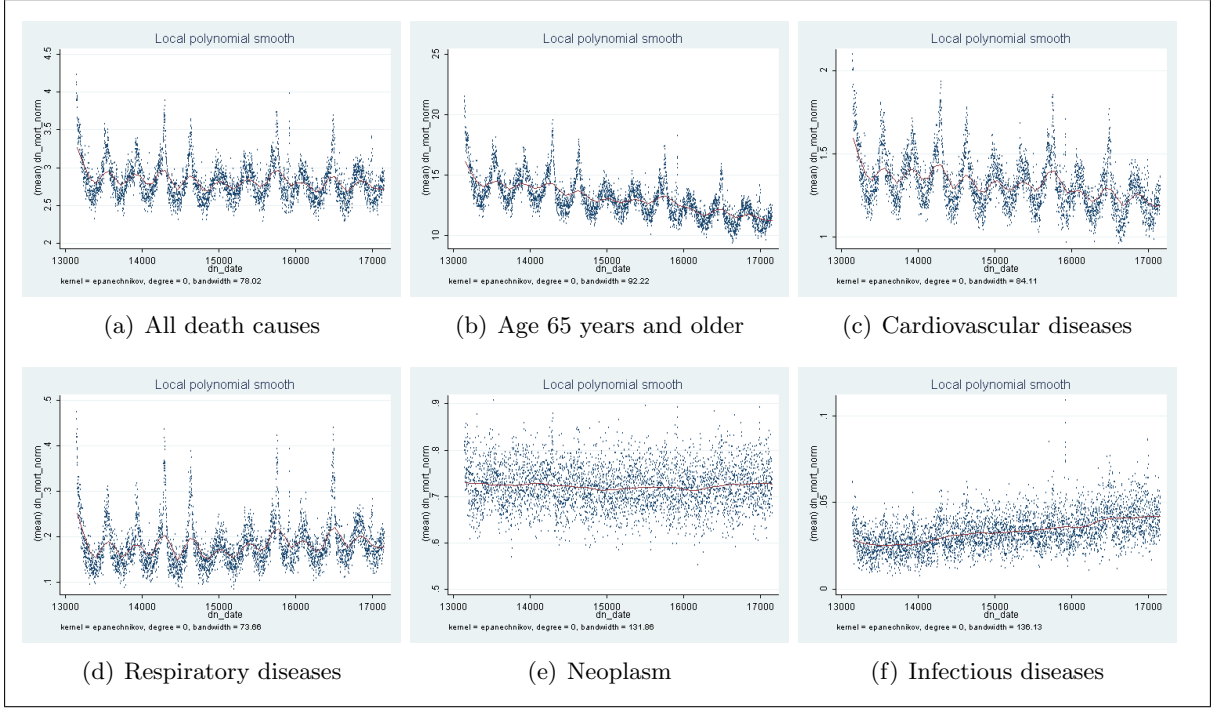 Local polynomial smooth
(mean) dn_mort_norm
4.5
4
3.5
3
2.5
2
13000 14000 15000 16000 17000
dn_date
kernel = epanechnikov, degree = 0, bandwidth = 78.02
(a) All death causes
Local polynomial smooth
(mean) dn_mort_norm
25
20
15
10
13000 14000 15000 16000 17000
dn_date
kernel = epanechnikov, degree = 0, bandwidth = 92.22
(b) Age 65 years and older
Local polynomial smooth
(mean) dn_mort_norm
2
1.5
1
13000 14000 15000 16000 17000
dn_date
kernel = epanechnikov, degree = 0, bandwidth = 84.11
(c) Cardiovascular diseases
Local polynomial smooth
(mean) dn_mort_norm
.5
.4
.3
.2
.1
13000 14000 15000 16000 17000
dn_date
kernel = epanechnikov, degree = 0, bandwidth = 73.66
(d) Respiratory diseases
Local polynomial smooth
(mean) dn_mort_norm
.9
.8
.7
.6
.5
13000 14000 15000 16000 17000
dn_date
kernel = epanechnikov, degree = 0, bandwidth = 131.86
(e) Neoplasm
Local polynomial smooth
(mean) dn_mort_norm
.1
.05
0
13000 14000 15000 16000 17000
dn_date
kernel = epanechnikov, degree = 0, bandwidth = 136.13
(f) Infectious diseases